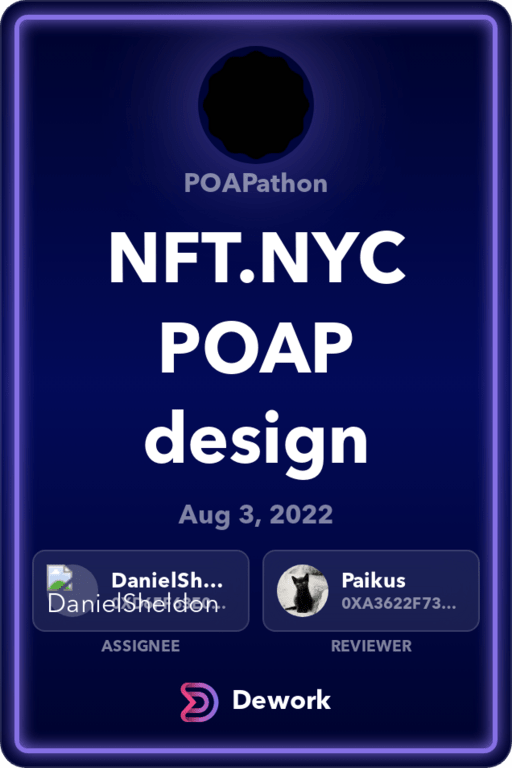 POAPathon
NFT.NYC
POAP
design
Aug 3, 2022
DanielSh...
DanielSheldon
ASSIGNEE
Paikus
0XA3622F73...
REVIEWER
Dework